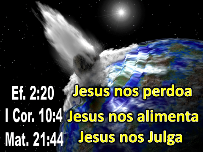 Ef. 2:20 Jesus nos perdoa
I Cor. 10:4 Jesus nos alimenta
Mat. 21:44 Jesus nos Julga